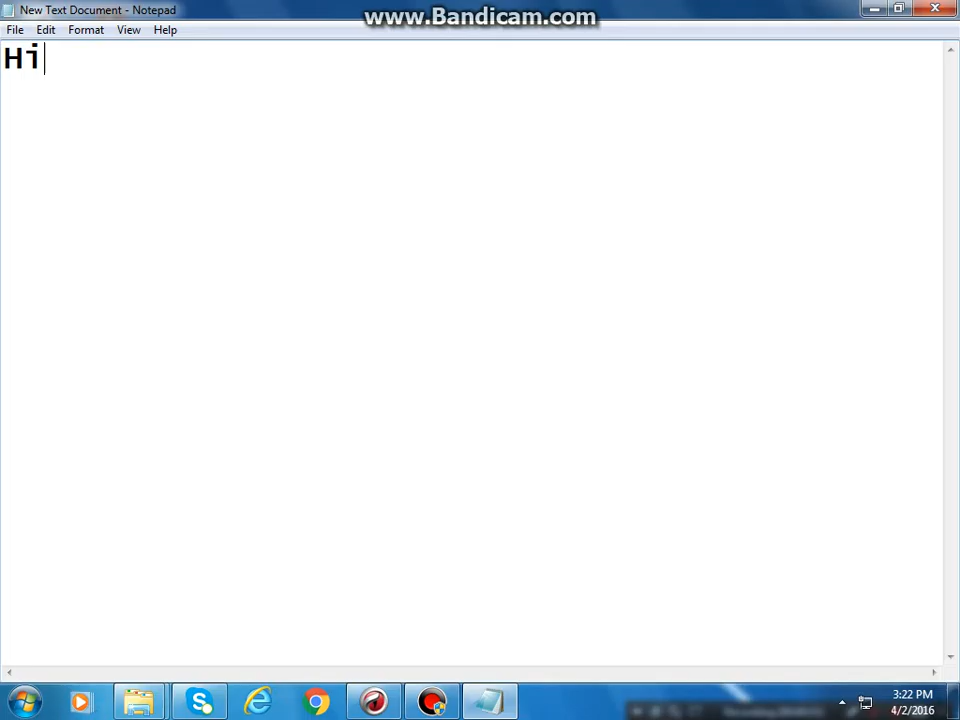 New Text Document - Notepad
www.Bandicam.com
File Edit Format View Help
Hi
3:22 PM
4/2/2016